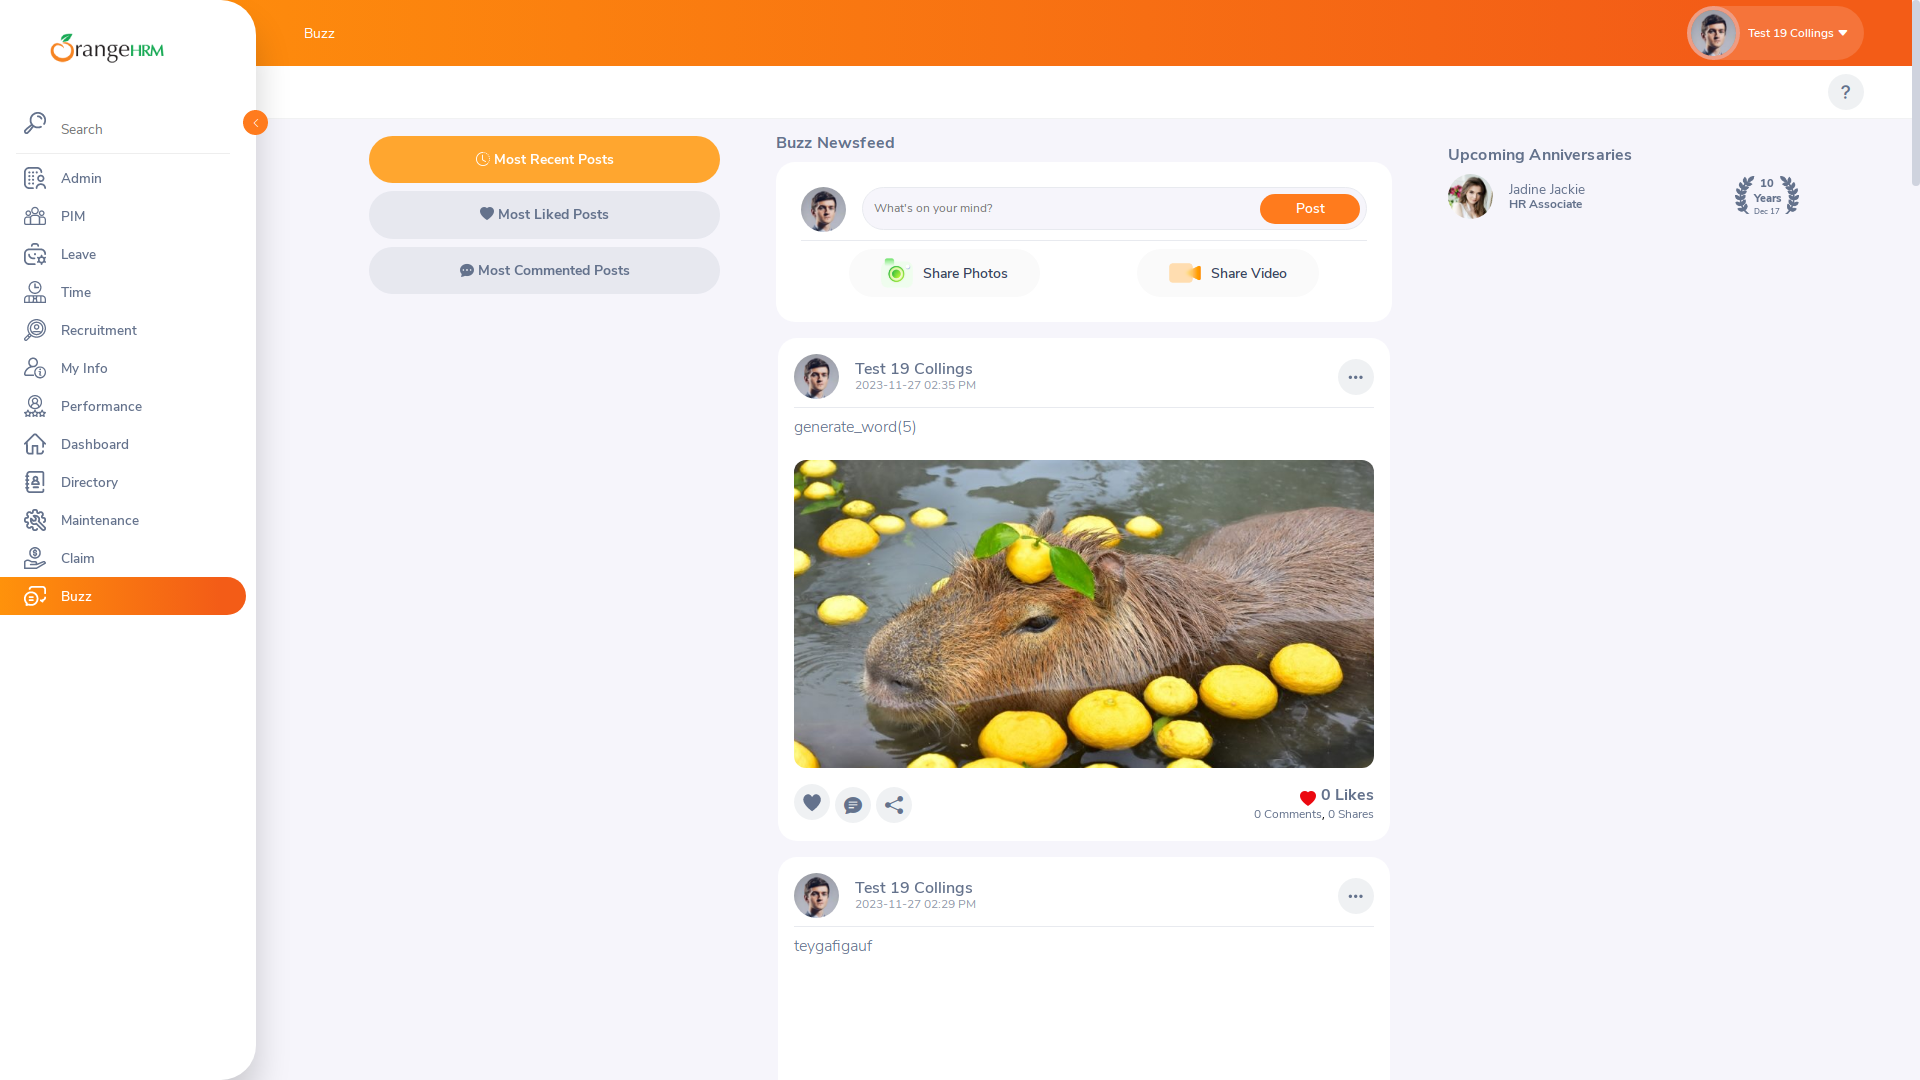 OrangeHRM
Search
Admin
PIM
Leave
Time
Recruitment
My Info
Performance
Dashboard
Directory
Maintenance
Claim
Buzz
Buzz
Test 19 Collings
?
Most Recent Posts
Most Liked Posts
Most Commented Posts
Buzz Newsfeed
What's on your mind?
Post
Share Photos
Share Video
Test 19 Collings
2023-11-27 02:35 PM
generate_word(5)
0 Likes
0 Comments, 0 Shares
Test 19 Collings
2023-11-27 02:29 PM
teygafigauf
Upcoming Anniversaries
Jadine Jackie
HR Associate
10
Years
Dec 17